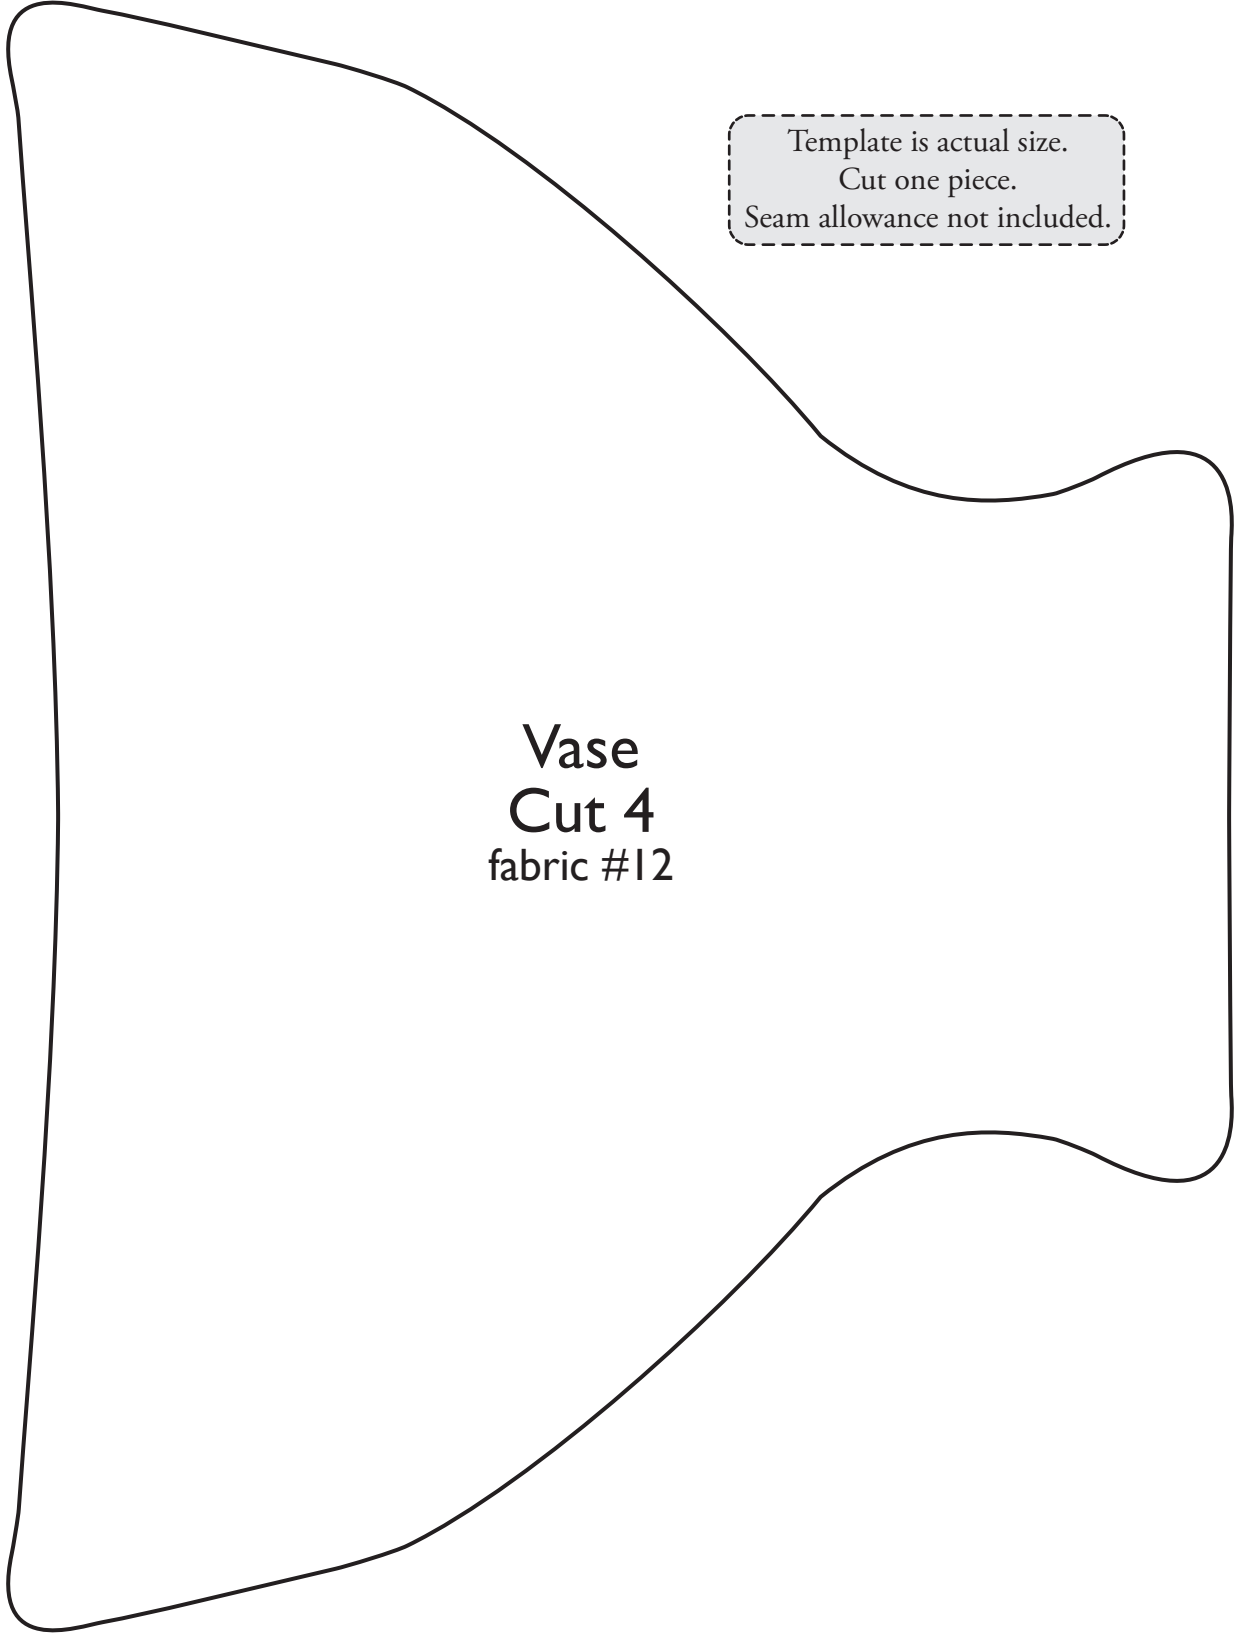 Template is actual size.
Cut one piece.
Seam allowance not included.
Vase
Cut 4
fabric #12